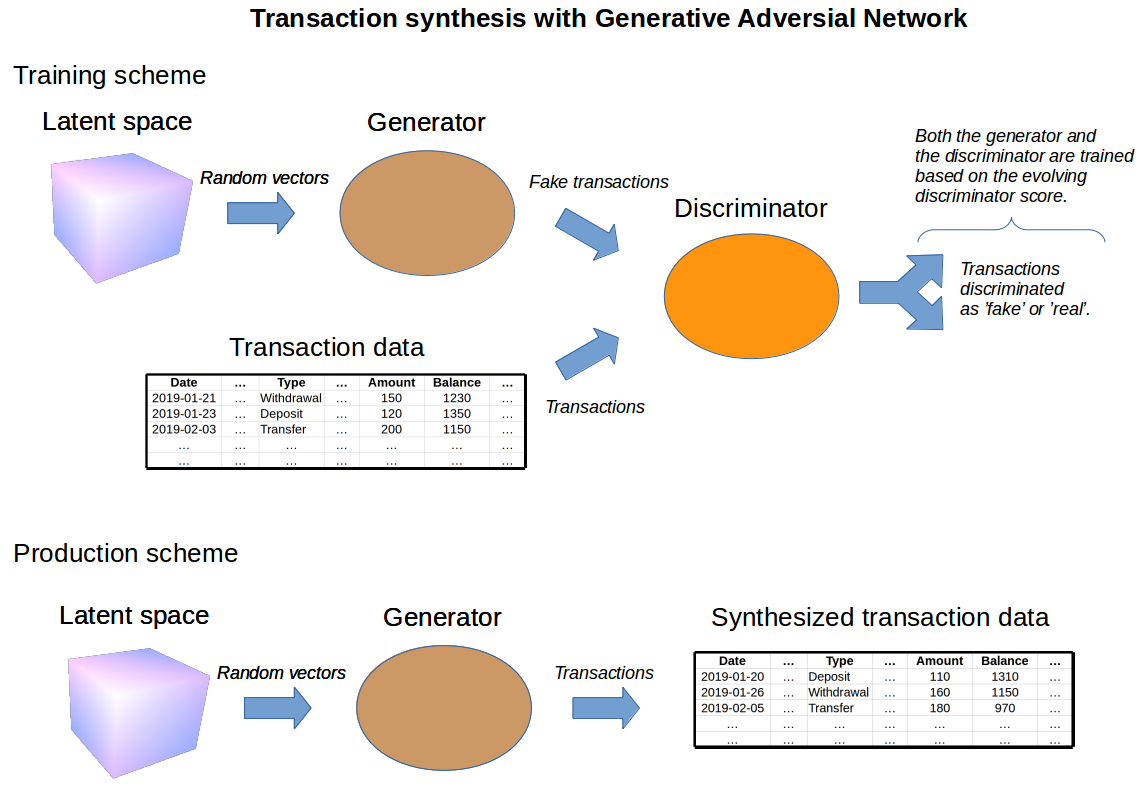 Transaction synthesis with Generative Adversarial Network
Training scheme
Latent space
Generator
Random vectors
Fake transactions
Discriminator
Both the generator and
the discriminator are trained
based on the evolving
discriminator score.
Transactions
discriminated
as 'fake' or 'real'.
Transaction data
Date ... Type ... Amount Balance ...
2019-01-21 ... Withdrawal ... 150 1230 ...
2019-01-23 ... Deposit ... 120 1350 ...
2019-02-03 ... Transfer ... 200 1150 ...
... ... ... ... ... ... ...
... ... ... ... ... ... ...
Transactions
Production scheme
Latent space
Generator
Synthesized transaction data
Random vectors
Transactions
Date ... Type ... Amount Balance ...
2019-01-20 ... Deposit ... 110 1310 ...
2019-01-26 ... Withdrawal ... 160 1150 ...
2019-02-05 ... Transfer ... 180 970 ...
... ... ... ... ... ... ...
... ... ... ... ... ... ...